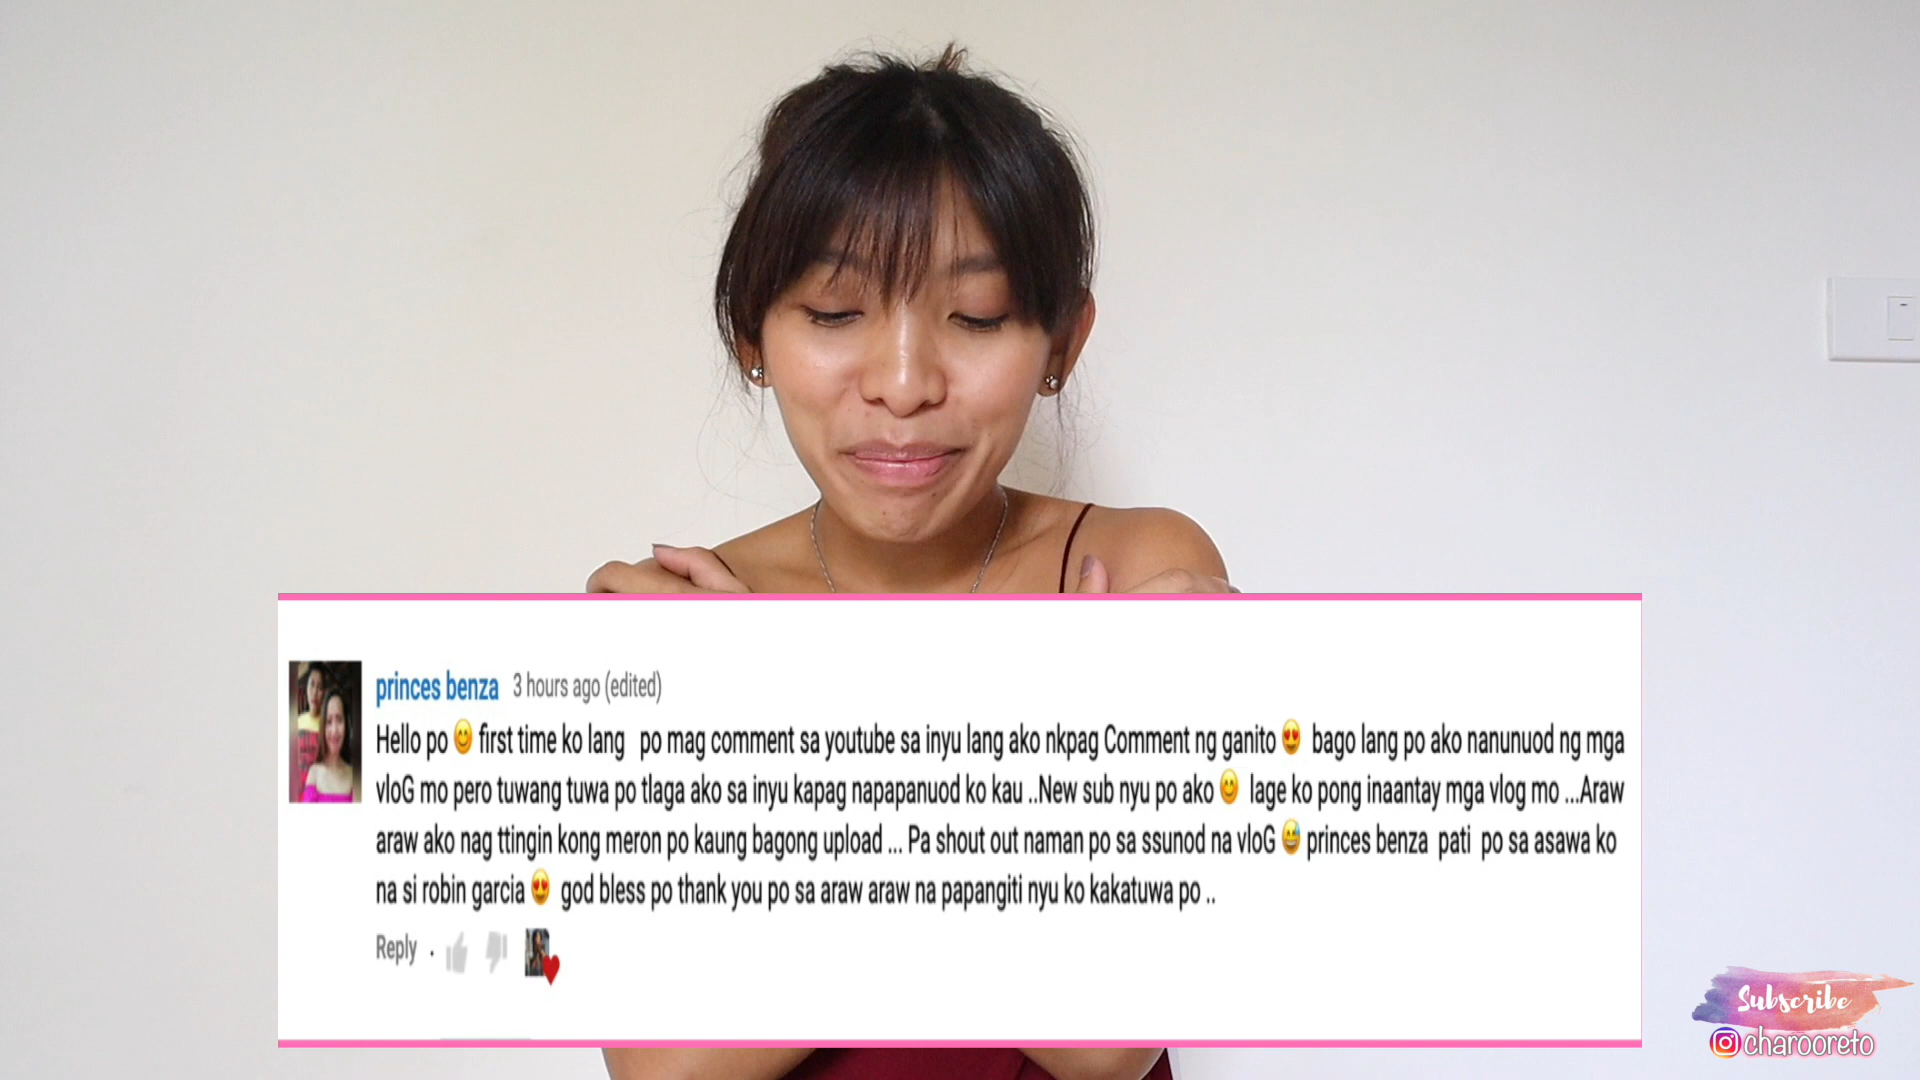 princes benza 3 hours ago (edited)
Hello po 😊 first time ko lang po mag comment sa youtube sa inyu lang ako nkpag Comment ng ganito 😍 bago lang po ako nanunuod ng mga
vloG mo pero tuwang tuwa po tlaga ako sa inyu kapag napapanuod ko kau ..New sub nyu po ako 😊 lage ko pong inaantay mga vlog mo ...Araw
araw ako nag ttingin kong meron po kaung bagong upload ... Pa shout out naman po sa ssunod na vloG 😅 princes benza pati po sa asawa ko
na si robin garcia 😍 god bless po thank you po sa araw araw na papangiti nyu ko kakatuwa po ..
Reply .
Subscribe
charooreto